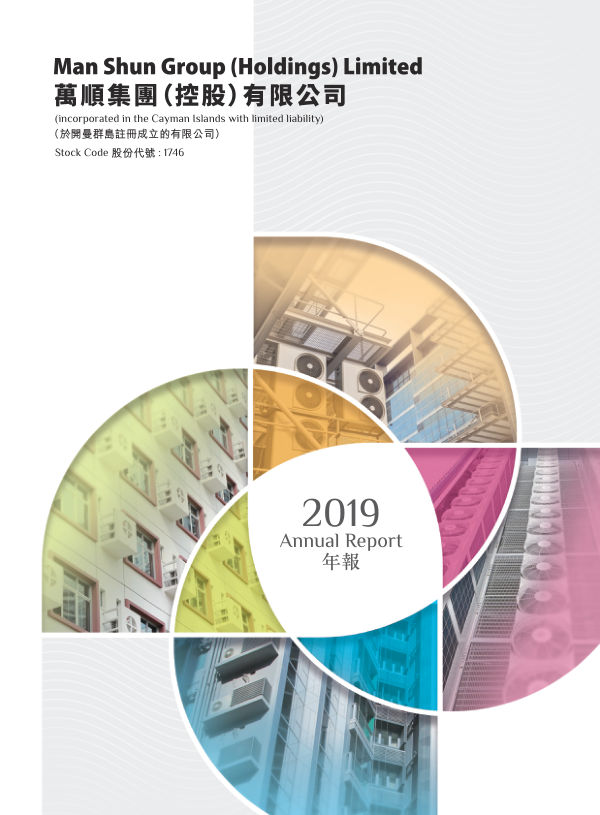 Man Shun Group (Holdings) Limited
萬順集團（控股）有限公司
(incorporated in the Cayman Islands with limited liability)
（於開曼群島註冊成立的有限公司）
Stock Code 股份代號 : 1746
2019
Annual Report
年報